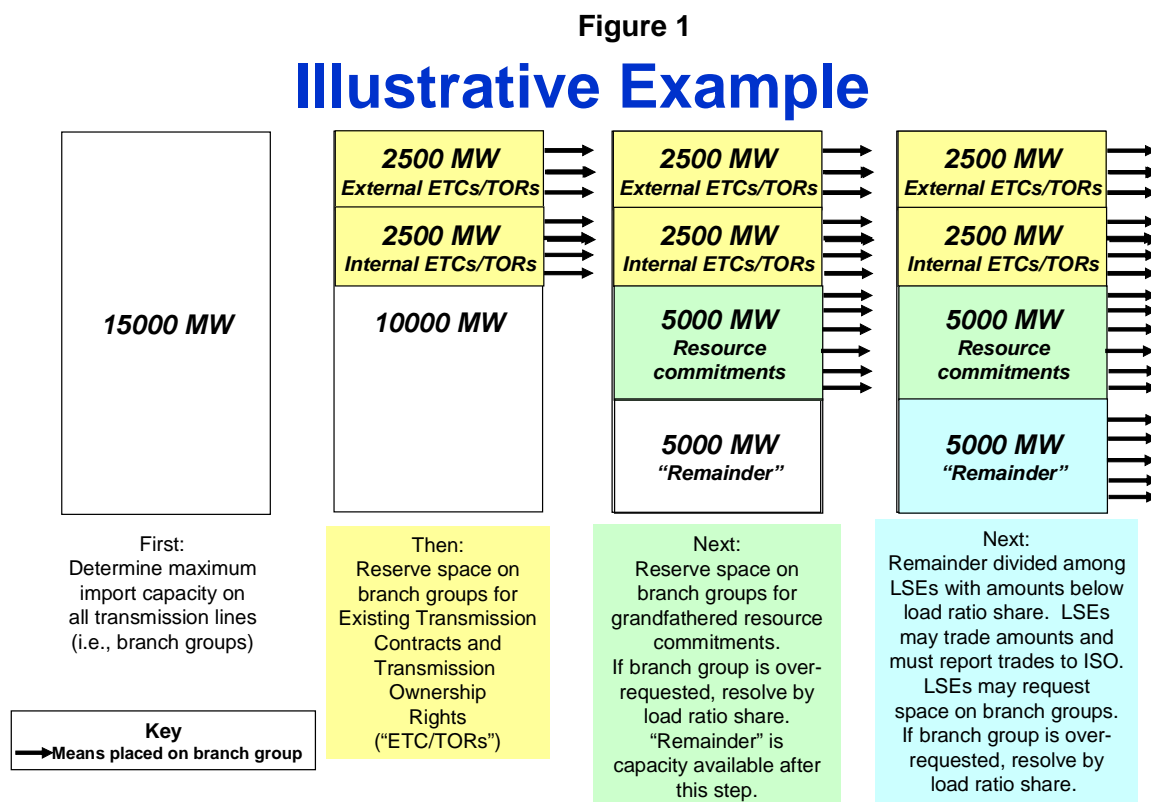 Figure 1
Illustrative Example
15000 MW
2500 MW
External ETCs/TORs
2500 MW
Internal ETCs/TORs
10000 MW
2500 MW
External ETCs/TORs
2500 MW
Internal ETCs/TORs
5000 MW
Resource
commitments
5000 MW
“Remainder”
2500 MW
External ETCs/TORs
2500 MW
Internal ETCs/TORs
5000 MW
Resource
commitments
5000 MW
“Remainder”
First:
Determine maximum
import capacity on
all transmission lines
(i.e., branch groups)
Then:
Reserve space on
branch groups for
Existing Transmission
Contracts and
Transmission
Ownership
Rights
(“ETC/TORs”)
Next:
Reserve space on
branch groups for
grandfathered resource
commitments.
If branch group is over-
requested, resolve by
load ratio share.
“Remainder” is
capacity available after
this step.
Next:
Remainder divided among
LSEs with amounts below
load ratio share.  LSEs
may trade amounts and
must report trades to ISO.
LSEs may request
space on branch groups.
If branch group is over-
requested, resolve by
load ratio share.
Key
Means placed on branch group